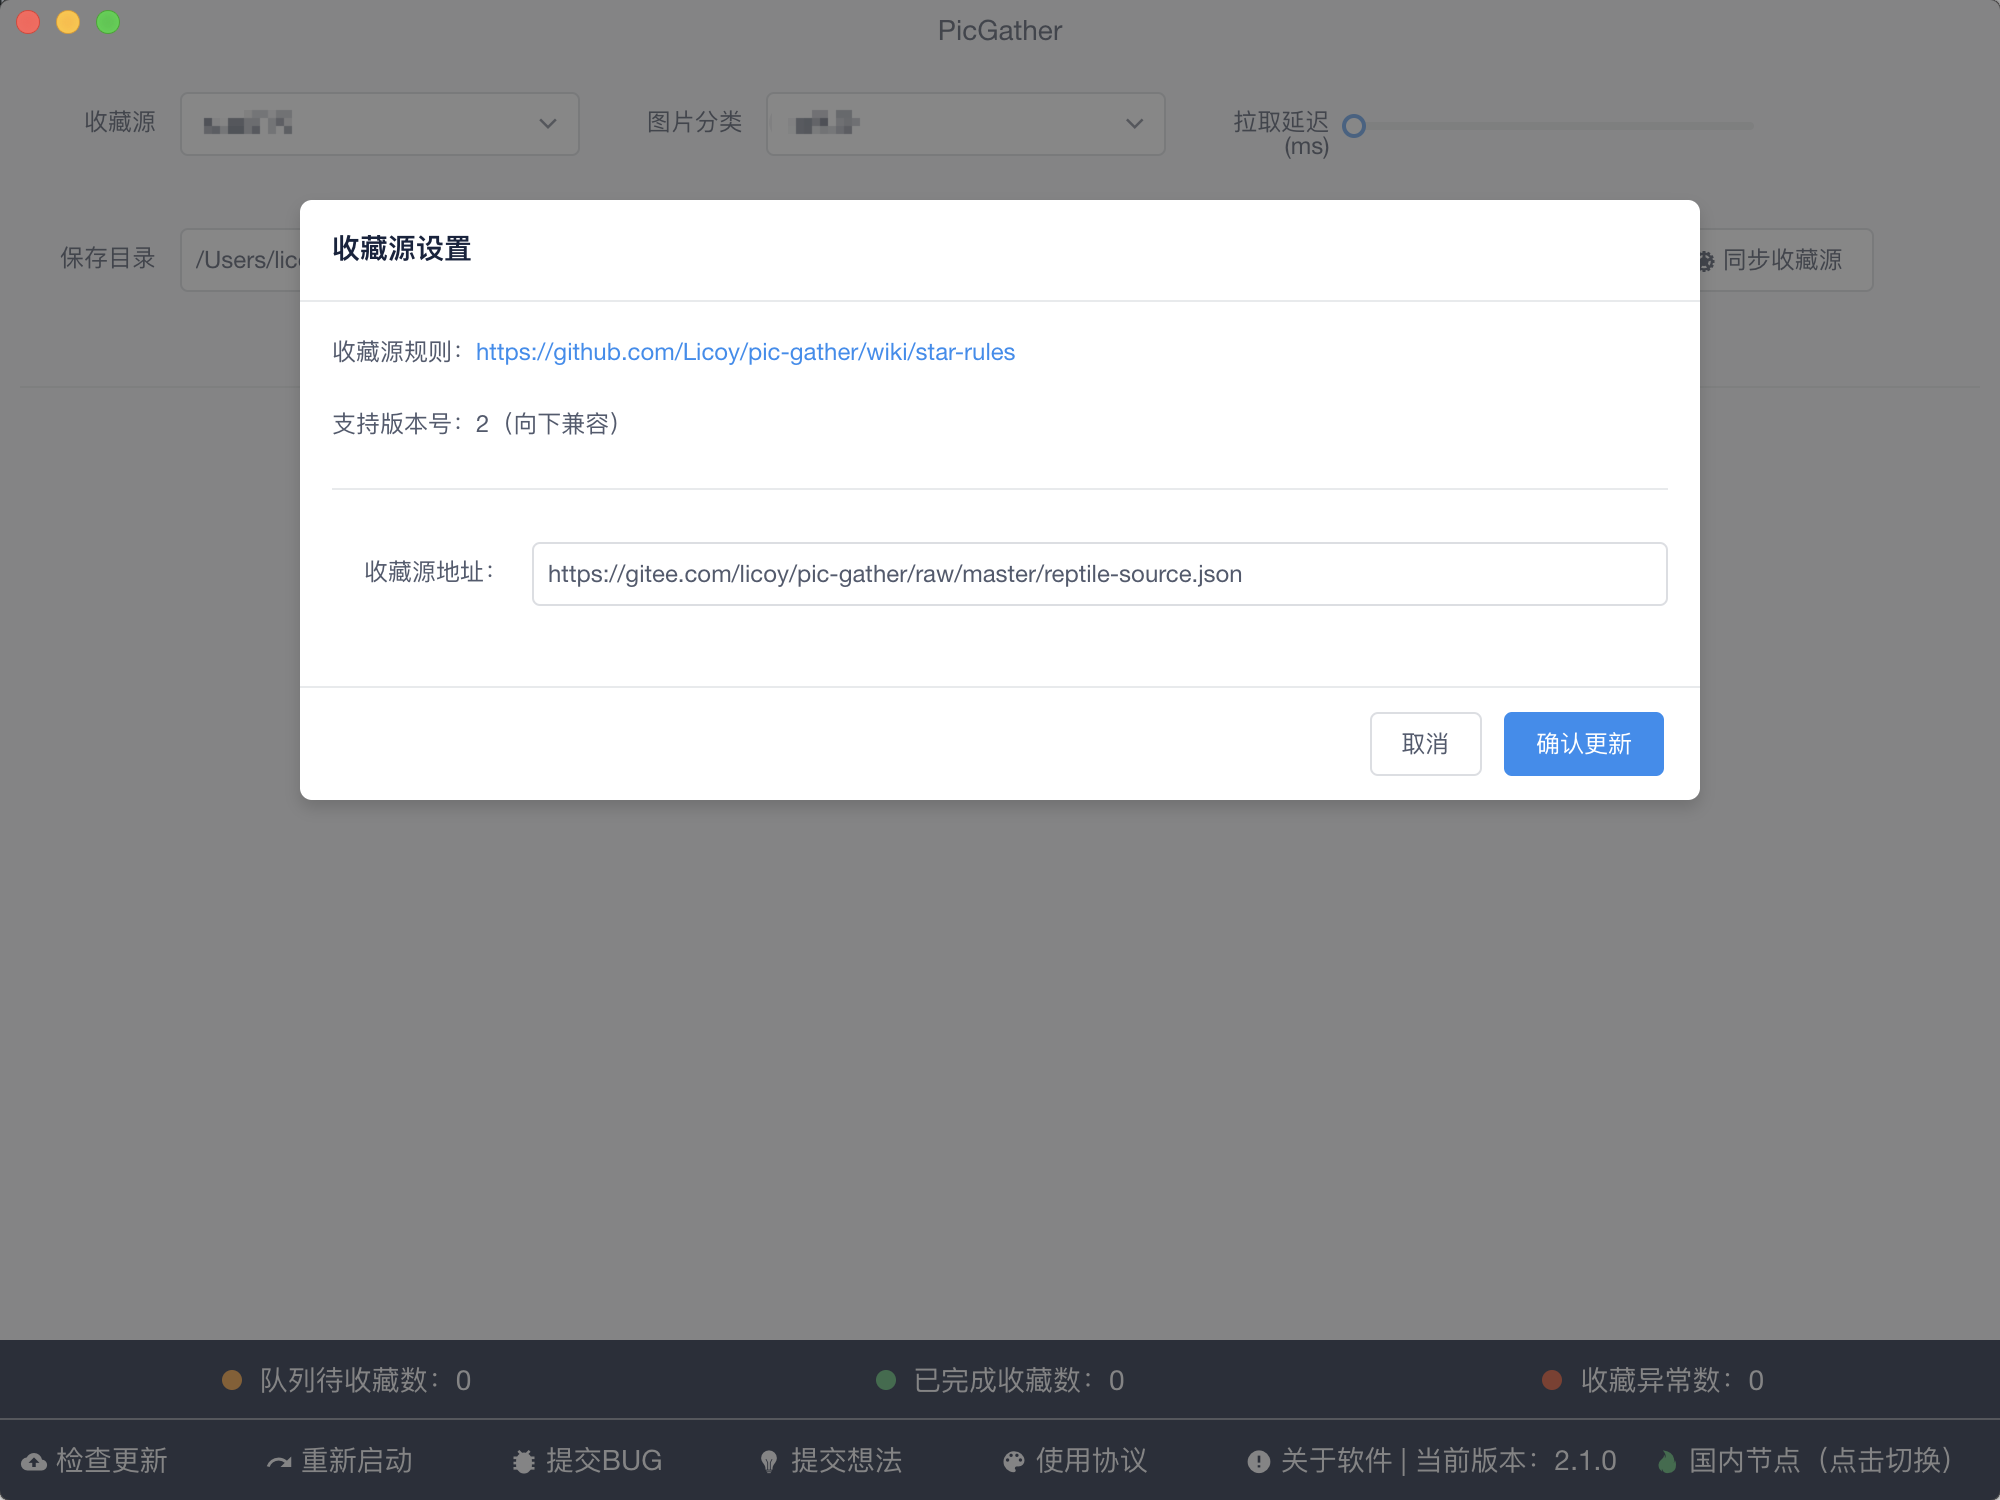 PicGather
收藏源
图片分类
拉取延迟
(ms)
保存目录
/Users/lic
同步收藏源
收藏源设置
收藏源规则：https://github.com/Licoy/pic-gather/wiki/star-rules
支持版本号：2（向下兼容）
收藏源地址：
https://gitee.com/licoy/pic-gather/raw/master/reptile-source.json
取消
确认更新
队列待收藏数：0
已完成收藏数：0
收藏异常数：0
检查更新
重新启动
提交BUG
提交想法
使用协议
关于软件 | 当前版本：2.1.0
国内节点（点击切换）